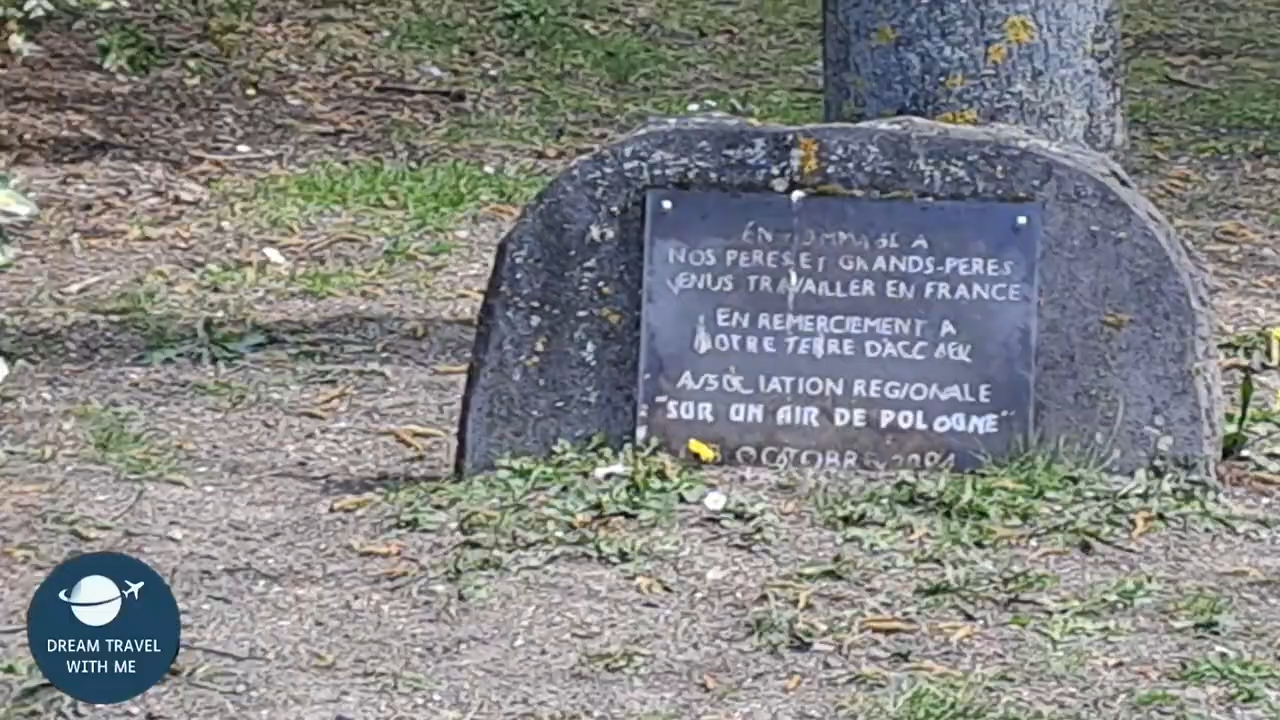 EN HOMMAGE A
NOS PERES ET GRANDS-PERES
VENUS TRAVAILLER EN FRANCE
EN REMERCIEMENT A
NOTRE TERRE D'ACCUEIL
ASSOCIATION REGIONALE
"SUR UN AIR DE POLOGNE"
OCTOBRE
DREAM TRAVEL
WITH ME